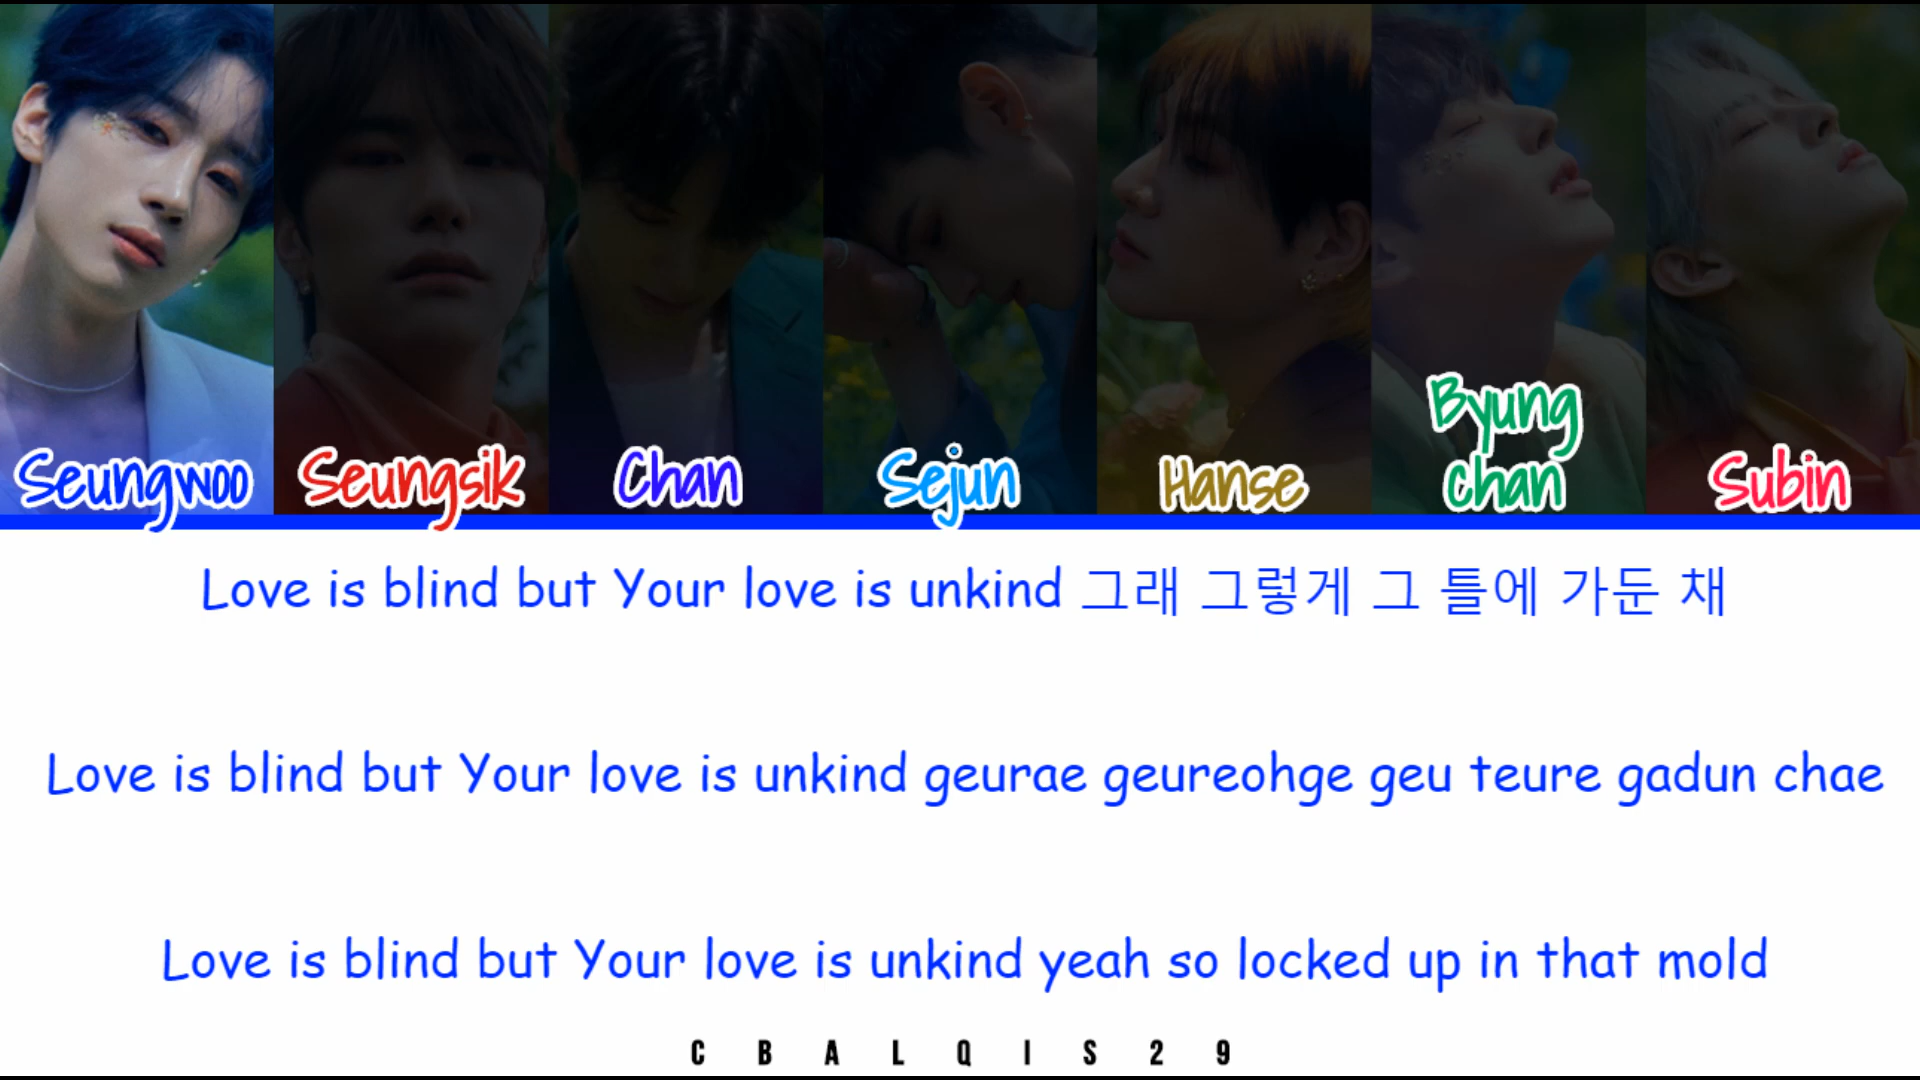 Seungwoo Seungsik Chan Sejun Hanse Byung chan Subin
Love is blind but Your love is unkind 그래 그렇게 그 틀에 가둔 채
Love is blind but Your love is unkind geurae geureohge geu teure gadun chae
Love is blind but Your love is unkind yeah so locked up in that mold
CBALQIS29